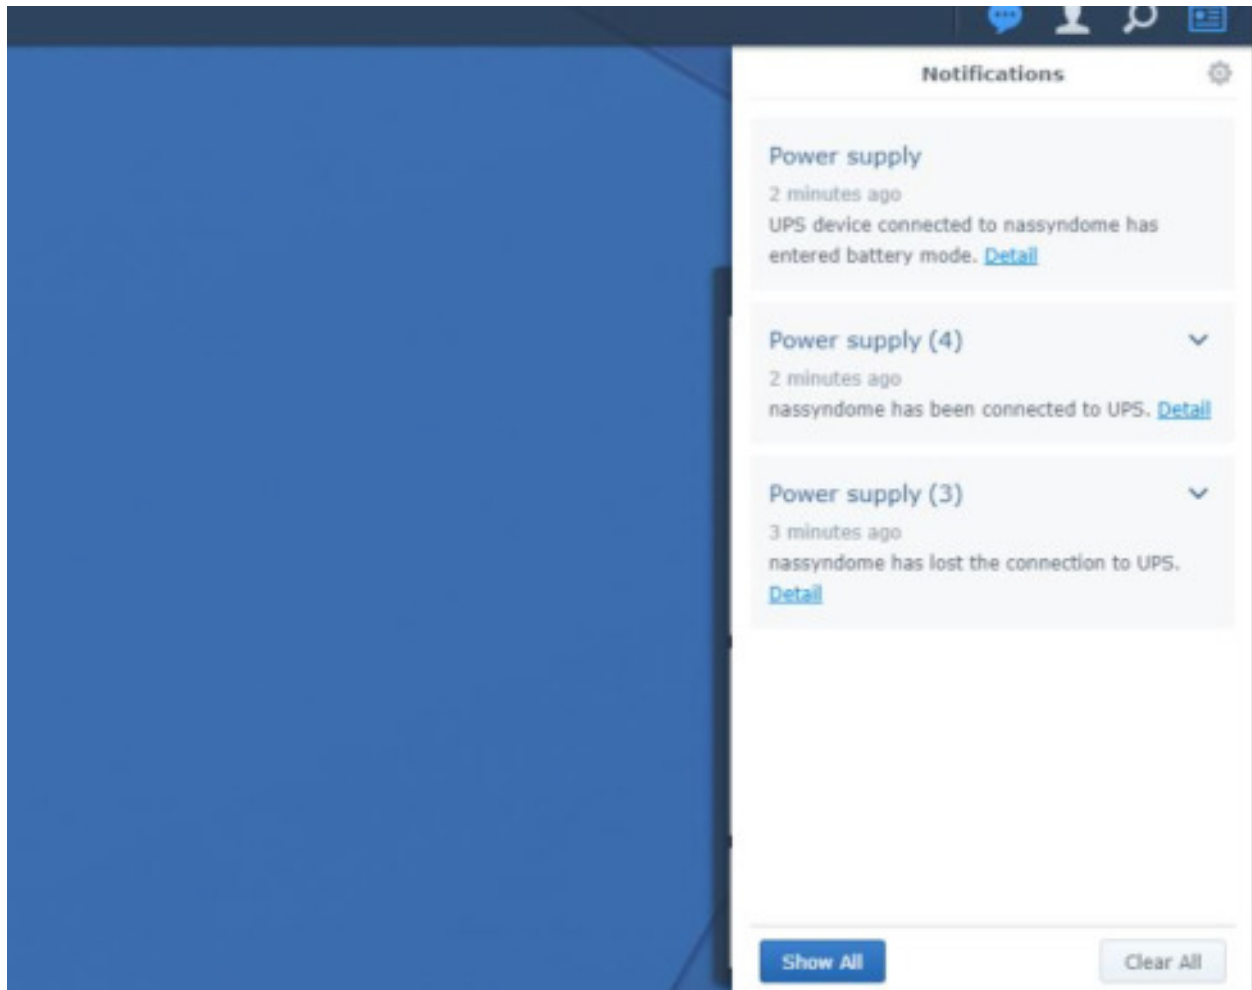 Notifications
Power supply
2 minutes ago
UPS device connected to nassyndome has
entered battery mode. Detail
Power supply (4)
2 minutes ago
nassyndome has been connected to UPS. Detail
Power supply (3)
3 minutes ago
nassyndome has lost the connection to UPS.
Detail
Show All
Clear All